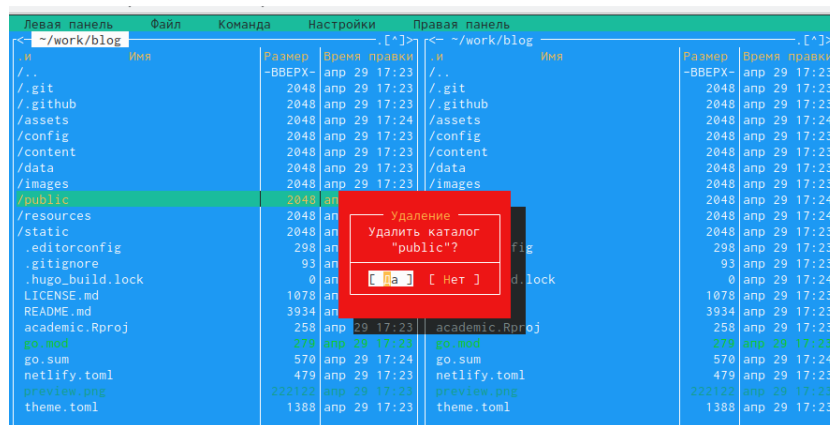 Левая панель Файл Команда Настройки Правая панель
<— ~/work/blog .[^]> <— ~/work/blog .[^]>
.и Имя Размер Время правки .и Имя Размер Время правки
/.. -ВВЕРХ- апр 29 17:23 /.. -ВВЕРХ- апр 29 17:23
/.git 2048 апр 29 17:23 /.git 2048 апр 29 17:23
/.github 2048 апр 29 17:23 /.github 2048 апр 29 17:23
/assets 2048 апр 29 17:24 /assets 2048 апр 29 17:24
/config 2048 апр 29 17:23 /config 2048 апр 29 17:23
/content 2048 апр 29 17:23 /content 2048 апр 29 17:23
/data 2048 апр 29 17:23 /data 2048 апр 29 17:23
/images 2048 апр 29 17:23 /images 2048 апр 29 17:23
/public 2048 ап 2048 апр 29 17:24
/resources 2048 ап Удаление 2048 апр 29 17:24
/static 2048 ап Удалить каталог 2048 апр 29 17:23
.editorconfig 298 ап "public"? fig 298 апр 29 17:23
.gitignore 93 ап 93 апр 29 17:23
.hugo_build.lock 0 ап [ Да ] [ Нет ] d.lock 0 апр 29 17:24
LICENSE.md 1078 ап 1078 апр 29 17:23
README.md 3934 ап 3934 апр 29 17:23
academic.Rproj 258 апр 29 17:23 academic.Rproj 258 апр 29 17:23
go.mod 279 апр 29 17:23 go.mod
go.sum 570 апр 29 17:24 go.sum 570 апр 29 17:24
netlify.toml 479 апр 29 17:23 netlify.toml 479 апр 29 17:23
preview.png 223122 апр 29 17:23 preview.png 223122 апр 29 17:23
theme.toml 1388 апр 29 17:23 theme.toml 1388 апр 29 17:23